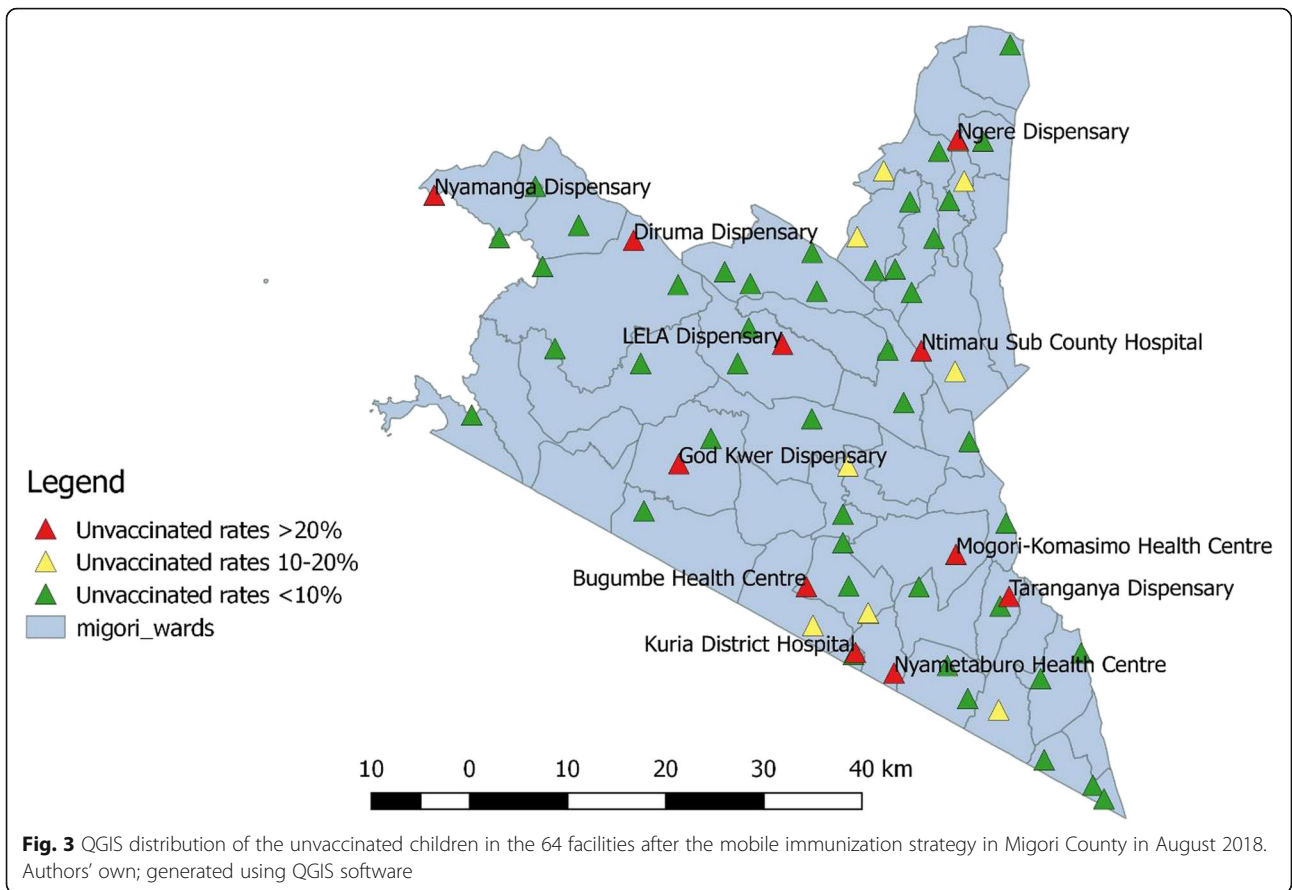 Ngere Dispensary
Nyamanga Dispensary
Diruma Dispensary
LELA Dispensary
Ntimaru Sub County Hospital
God Kwer Dispensary
Legend
Unvaccinated rates >20%
Unvaccinated rates 10-20%
Unvaccinated rates <10%
migori_wards
Mogori-Komasimo Health Centre
Bugumbe Health Centre
Taranganya Dispensary
Kuria District Hospital
Nyametaburo Health Centre
10 0 10 20 30 40 km
Fig. 3 QGIS distribution of the unvaccinated children in the 64 facilities after the mobile immunization strategy in Migori County in August 2018.
Authors' own; generated using QGIS software